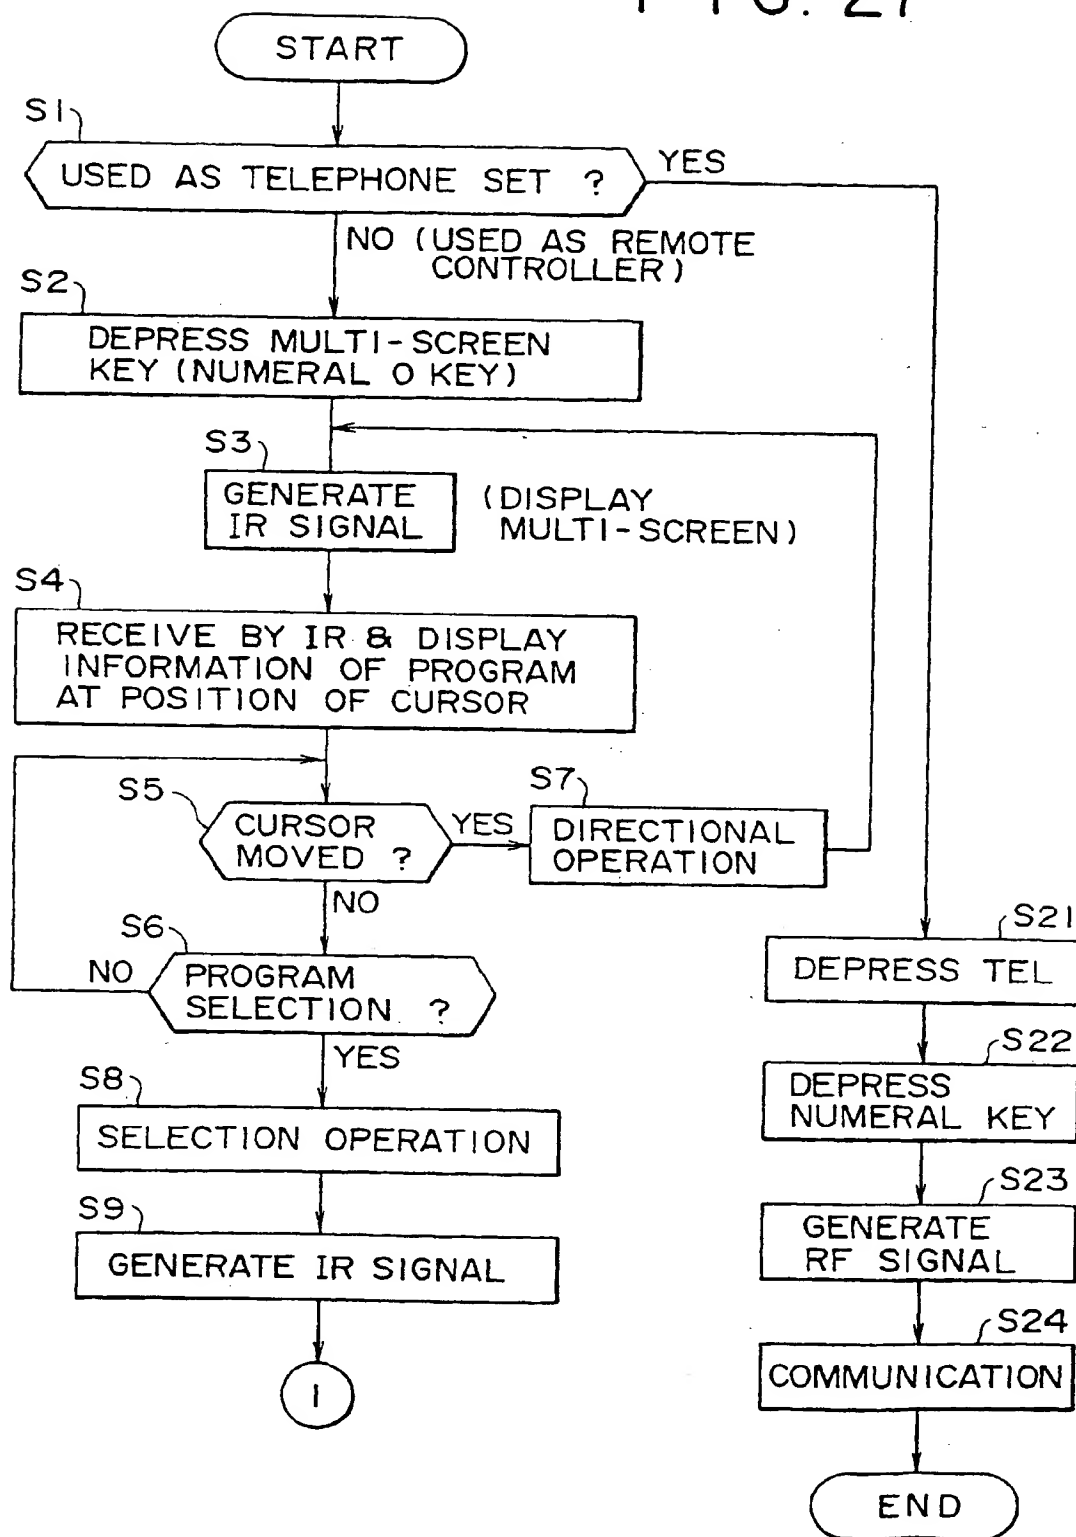 FIG. 27
START
S1
USED AS TELEPHONE SET ?
YES
NO (USED AS REMOTE
CONTROLLER)
S2
DEPRESS MULTI-SCREEN
KEY (NUMERAL 0 KEY)
S3
GENERATE
IR SIGNAL
(DISPLAY
MULTI-SCREEN)
S4
RECEIVE BY IR & DISPLAY
INFORMATION OF PROGRAM
AT POSITION OF CURSOR
S5
CURSOR
MOVED ?
YES
S7
DIRECTIONAL
OPERATION
NO
S6
PROGRAM
SELECTION ?
NO
YES
S8
SELECTION OPERATION
S9
GENERATE IR SIGNAL
1
S21
DEPRESS TEL
S22
DEPRESS
NUMERAL KEY
S23
GENERATE
RF SIGNAL
S24
COMMUNICATION
END